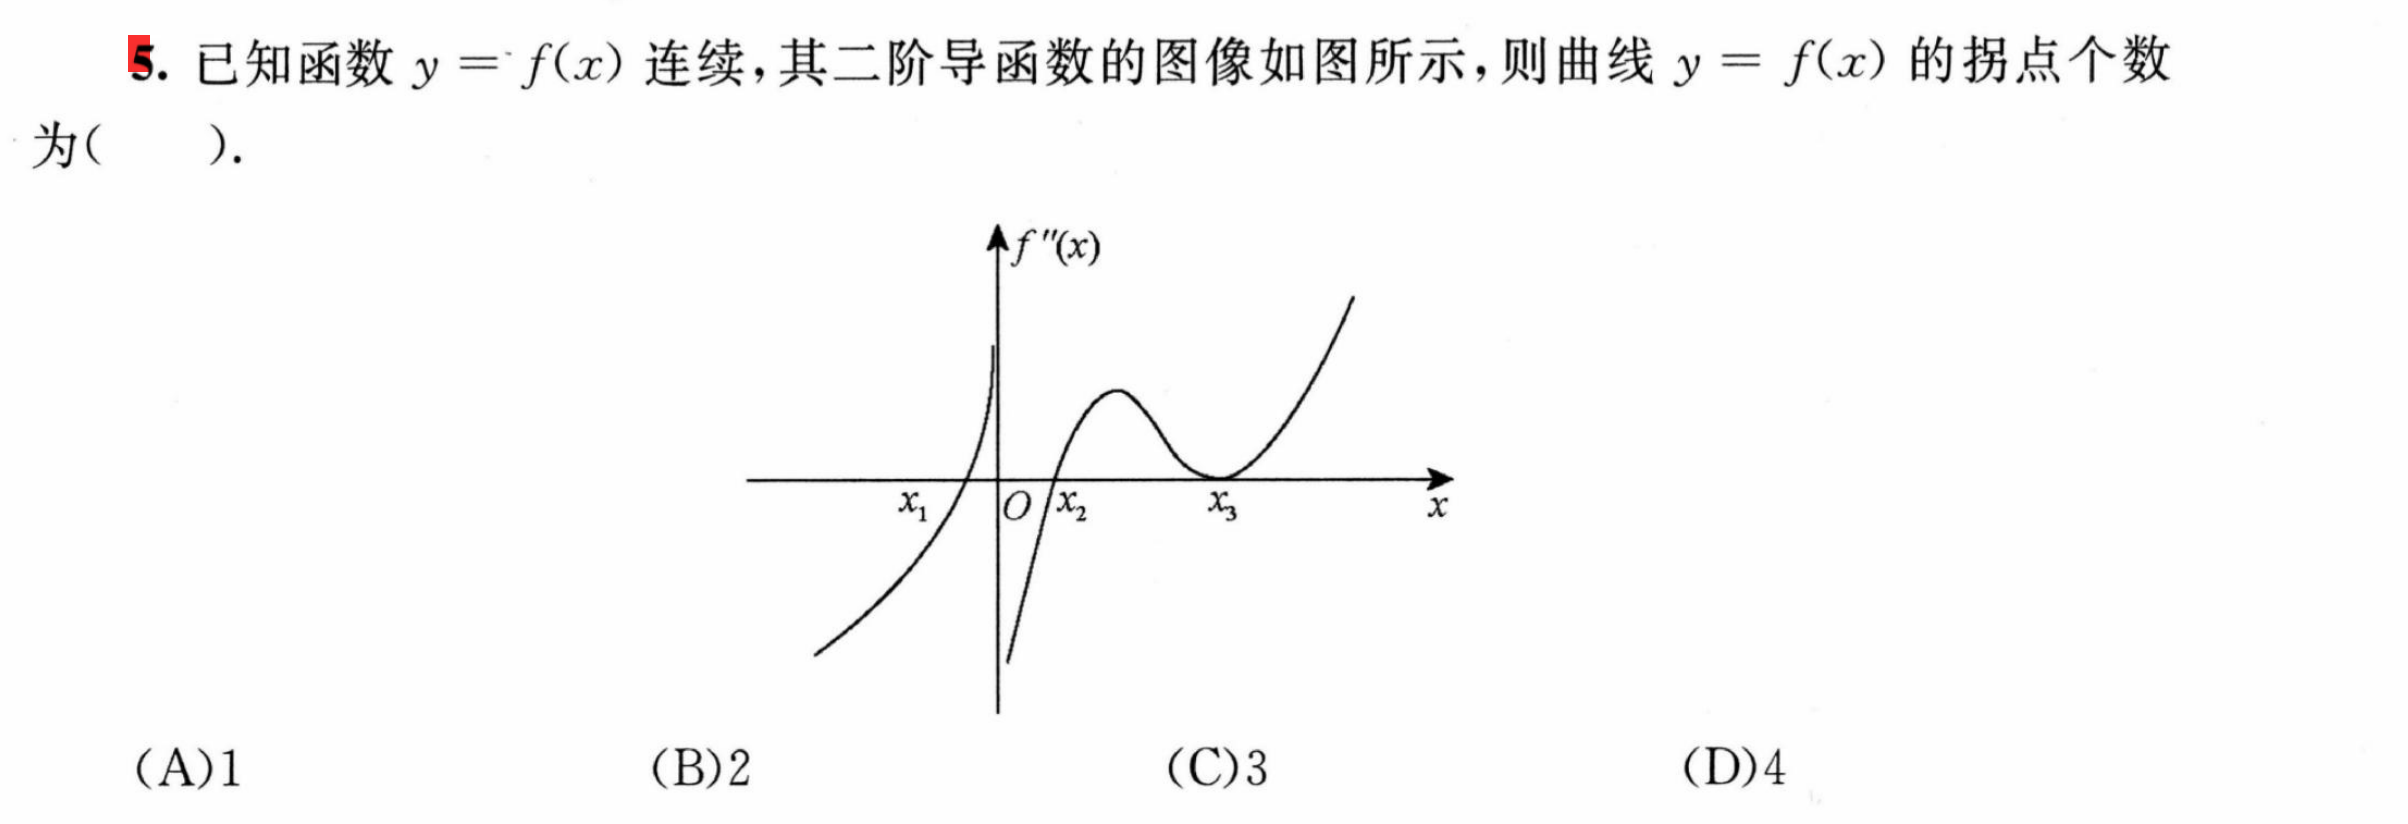 5. 已知函数 y = f(x) 连续,其二阶导函数的图像如图所示,则曲线 y = f(x) 的拐点个数
为(    ).
f″(x)
x₁ O x₂ x₃ x
(A)1 (B)2 (C)3 (D)4